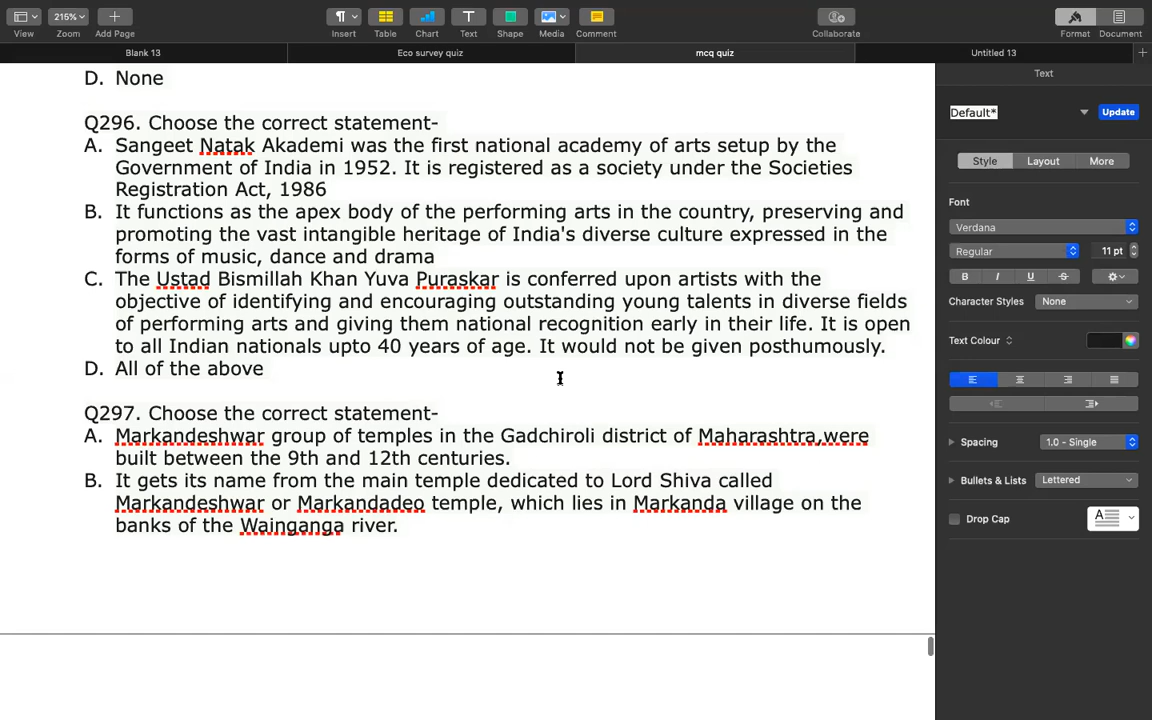 215%
View
Zoom
Add Page
Insert
Table
Chart
Text
Shape
Media
Comment
Collaborate
Format
Document
Blank 13
Eco survey quiz
mcq quiz
Untitled 13
D. None
Q296. Choose the correct statement-
A. Sangeet Natak Akademi was the first national academy of arts setup by the
Government of India in 1952. It is registered as a society under the Societies
Registration Act, 1986
B. It functions as the apex body of the performing arts in the country, preserving and
promoting the vast intangible heritage of India's diverse culture expressed in the
forms of music, dance and drama
C. The Ustad Bismillah Khan Yuva Puraskar is conferred upon artists with the
objective of identifying and encouraging outstanding young talents in diverse fields
of performing arts and giving them national recognition early in their life. It is open
to all Indian nationals upto 40 years of age. It would not be given posthumously.
D. All of the above
Q297. Choose the correct statement-
A. Markandeshwar group of temples in the Gadchiroli district of Maharashtra,were
built between the 9th and 12th centuries.
B. It gets its name from the main temple dedicated to Lord Shiva called
Markandeshwar or Markandadeo temple, which lies in Markanda village on the
banks of the Wainganga river.
Text
Default*
Update
Style
Layout
More
Font
Verdana
Regular
11 pt
B I U S
Character Styles
None
Text Colour
Spacing
1.0 - Single
Bullets & Lists
Lettered
Drop Cap
A